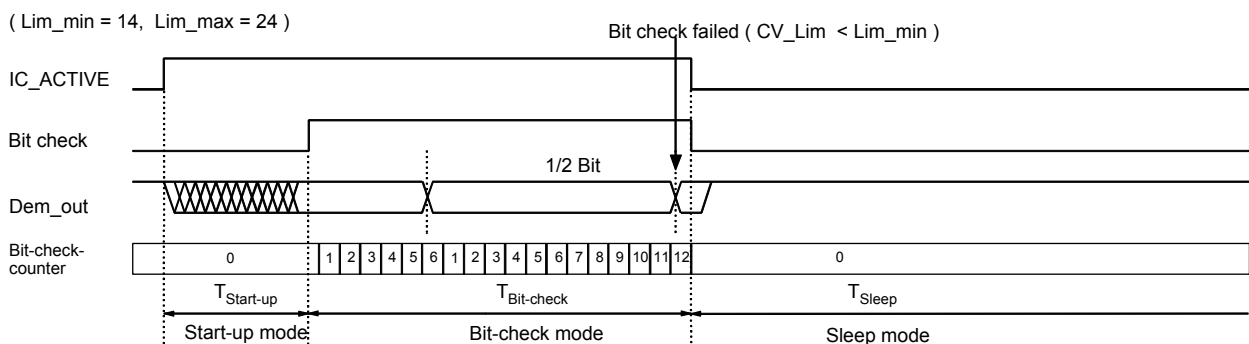 ( Lim_min = 14, Lim_max = 24 )
Bit check failed ( CV_Lim < Lim_min )
IC_ACTIVE
Bit check
1/2 Bit
Dem_out
Bit-check-
counter
0 1 2 3 4 5 6 1 2 3 4 5 6 7 8 9 10 11 12 0
TStart-up TBit-check TSleep
Start-up mode Bit-check mode Sleep mode